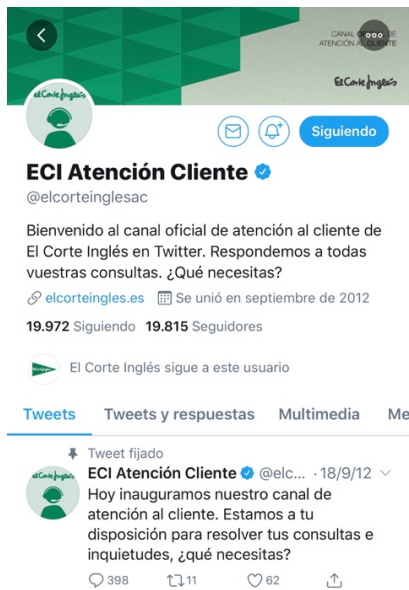 CANAL
DE
ATENCIÓN AL CLIENTE
El Corte Inglés
el Corte Inglés
Siguiendo
ECI Atención Cliente
@elcorteinglesac
Bienvenido al canal oficial de atención al cliente de
El Corte Inglés en Twitter. Respondemos a todas
vuestras consultas. ¿Qué necesitas?
elcorteingles.es Se unió en septiembre de 2012
19.972 Siguiendo 19.815 Seguidores
El Corte Inglés sigue a este usuario
Tweets Tweets y respuestas Multimedia Me
Tweet fijado
ECI Atención Cliente @elc... · 18/9/12
el Corte Inglés
Hoy inauguramos nuestro canal de
atención al cliente. Estamos a tu
disposición para resolver tus consultas e
inquietudes, ¿qué necesitas?
398 11 62